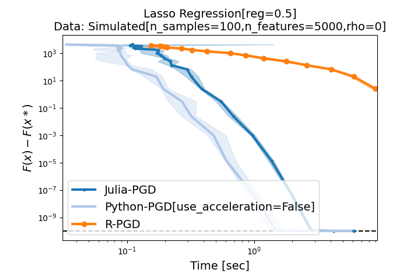 Lasso Regression[reg=0.5]
Data: Simulated[n_samples=100,n_features=5000,rho=0]
F(x) − F(x*)
10³
10¹
10⁻¹
10⁻³
10⁻⁵
10⁻⁷
10⁻⁹
Julia-PGD
Python-PGD[use_acceleration=False]
R-PGD
10⁻¹ 10⁰
Time [sec]